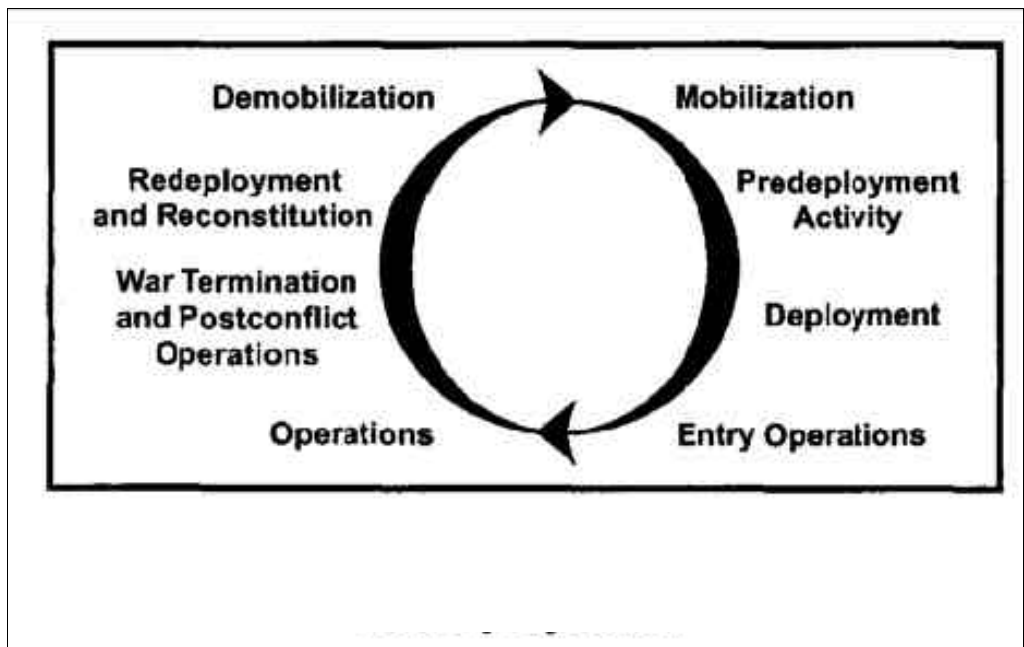 Demobilization
Mobilization
Redeployment
and Reconstitution
Predeployment
Activity
War Termination
and Postconflict
Operations
Deployment
Operations
Entry Operations